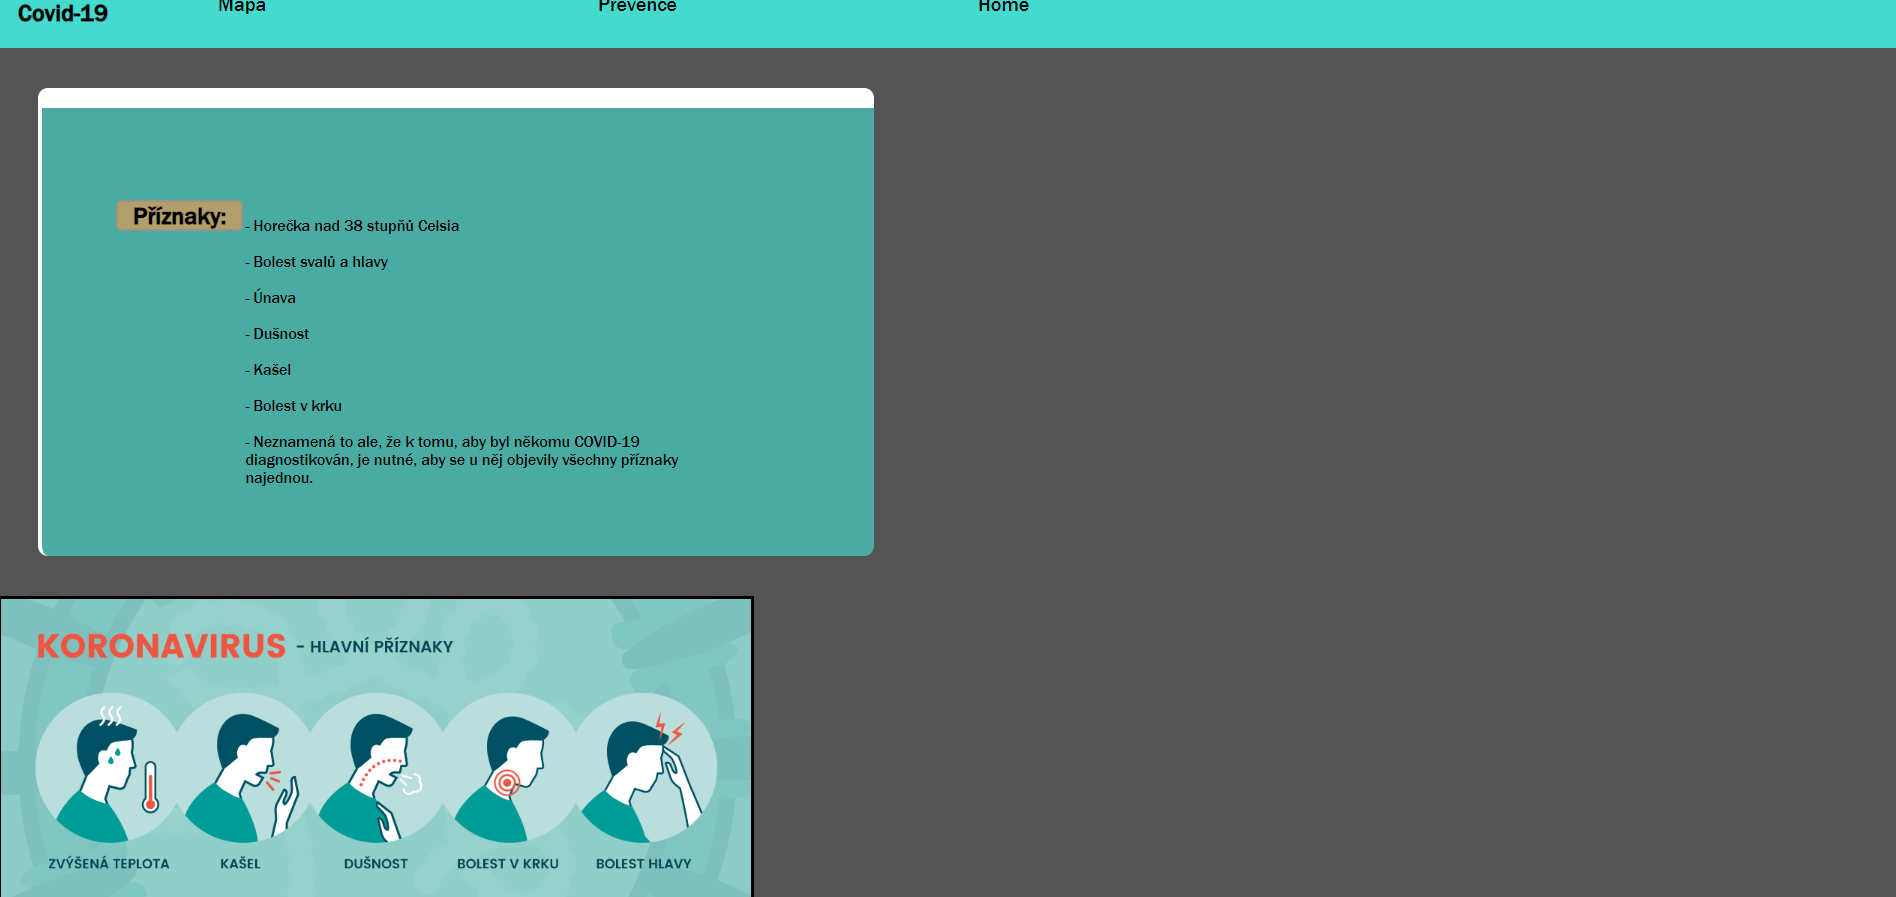 Covid-19
Mapa
Prevence
Home
Příznaky:
- Horečka nad 38 stupňů Celsia
- Bolest svalů a hlavy
- Únava
- Dušnost
- Kašel
- Bolest v krku
- Neznamená to ale, že k tomu, aby byl někomu COVID-19
diagnostikován, je nutné, aby se u něj objevily všechny příznaky
najednou.
KORONAVIRUS - HLAVNÍ PŘÍZNAKY
ZVÝŠENÁ TEPLOTA
KAŠEL
DUŠNOST
BOLEST V KRKU
BOLEST HLAVY